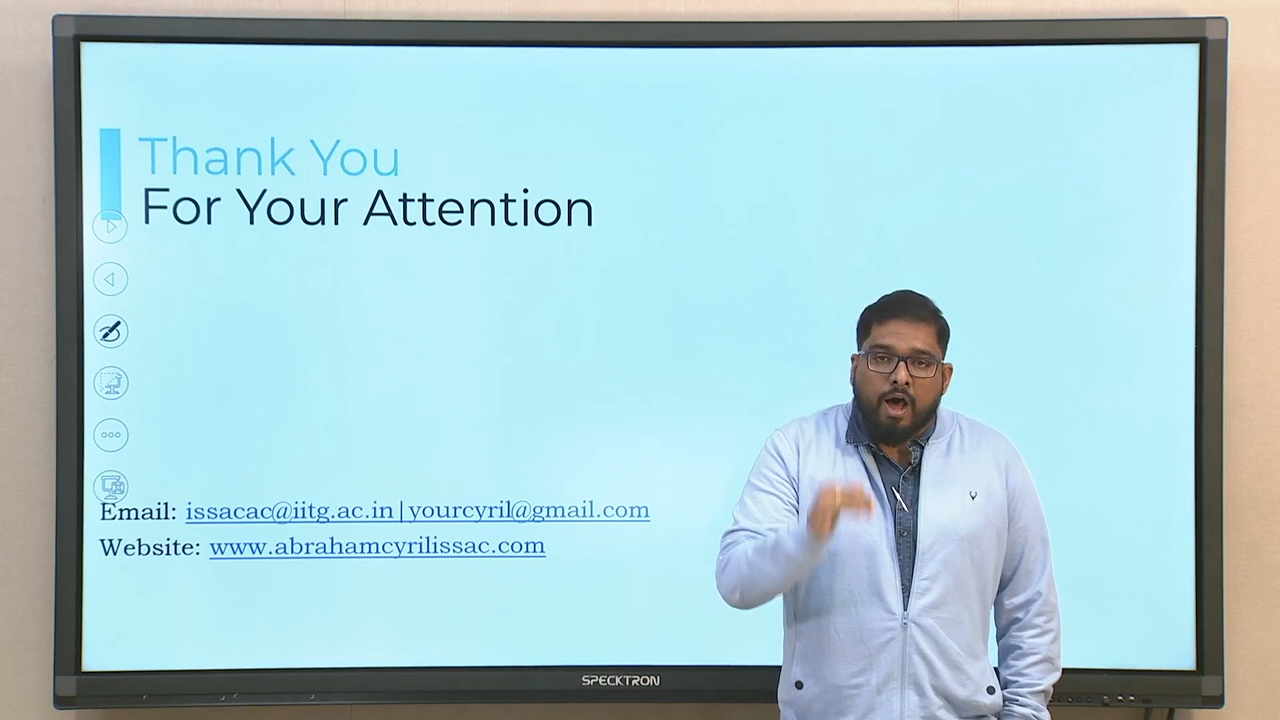 Thank You
For Your Attention
Email: issacac@iitg.ac.in|yourcyril@gmail.com
Website: www.abrahamcyrilissac.com
SPECKTRON